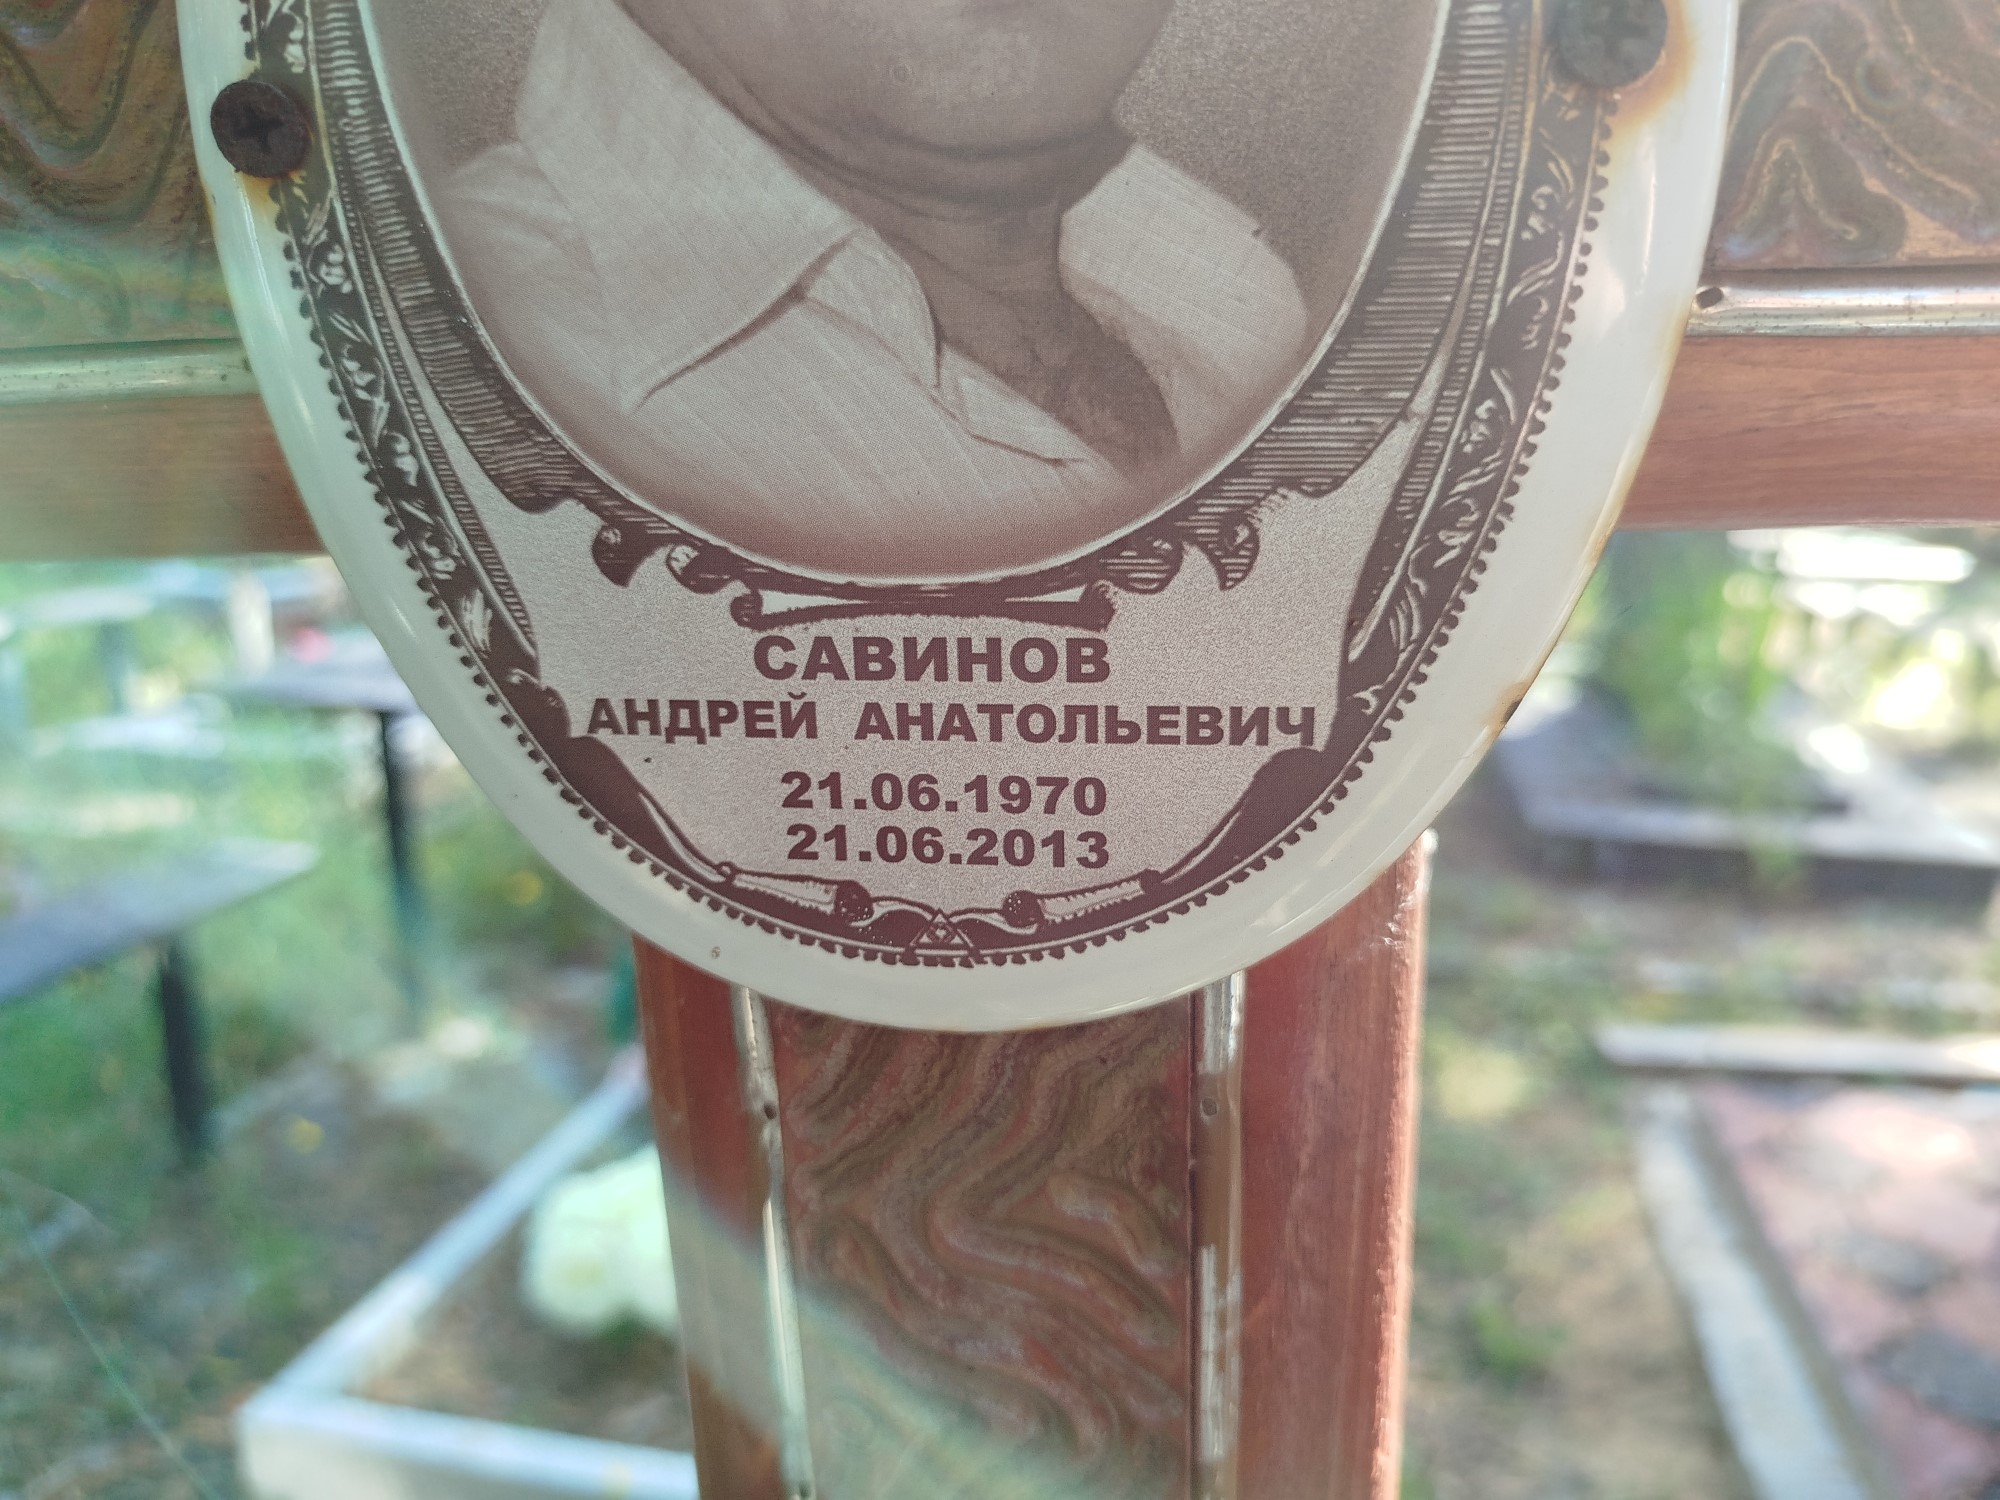 САВИНОВ
АНДРЕЙ АНАТОЛЬЕВИЧ
21.06.1970
21.06.2013